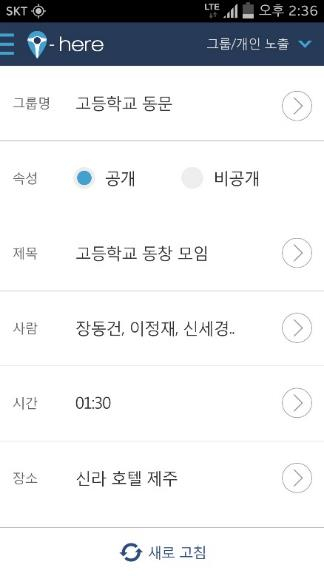 SKT LTE 오후 2:36
-here 그룹/개인 노출
그룹명 고등학교 동문
속성 공개 비공개
제목 고등학교 동창 모임
사람 장동건, 이정재, 신세경..
시간 01:30
장소 신라 호텔 제주
새로 고침